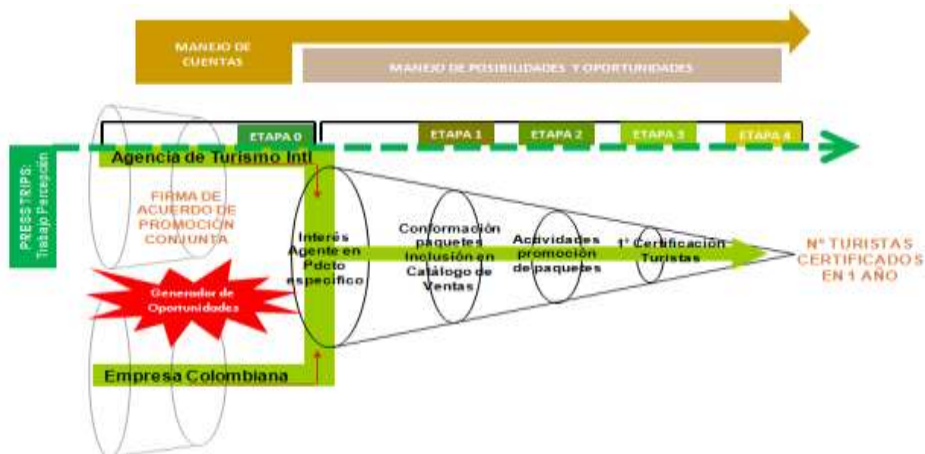 MANEJO DE
CUENTAS
MANEJO DE POSIBILIDADES Y OPORTUNIDADES
ETAPA 0
ETAPA 1
ETAPA 2
ETAPA 3
ETAPA 4
PRESS TRIPS:
Trabajo Percepción
Agencia de Turismo Intl
FIRMA DE
ACUERDO DE
PROMOCIÓN
CONJUNTA
Generador de
Oportunidades
Empresa Colombiana
Interés
Agente en
Pdcto
específico
Conformación
paquetes
Inclusión en
Catálogo de
Ventas
Actividades
promoción
de paquetes
1° Certificación
Turistas
N° TURISTAS
CERTIFICADOS
EN 1 AÑO